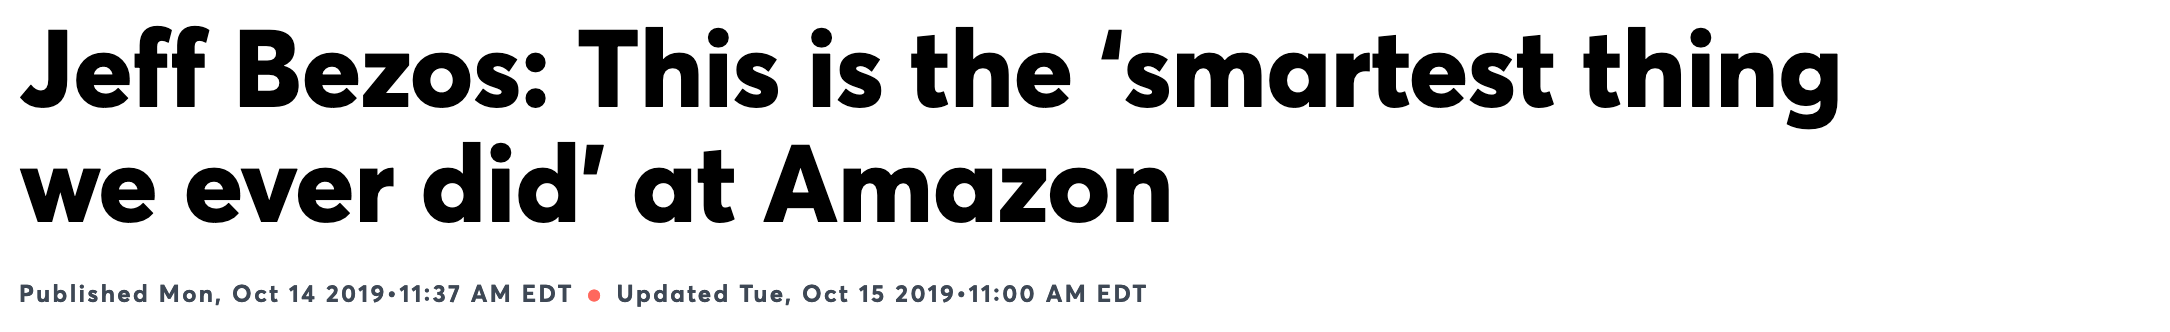 Jeff Bezos: This is the ‘smartest thing
we ever did’ at Amazon
Published Mon, Oct 14 2019•11:37 AM EDT • Updated Tue, Oct 15 2019•11:00 AM EDT